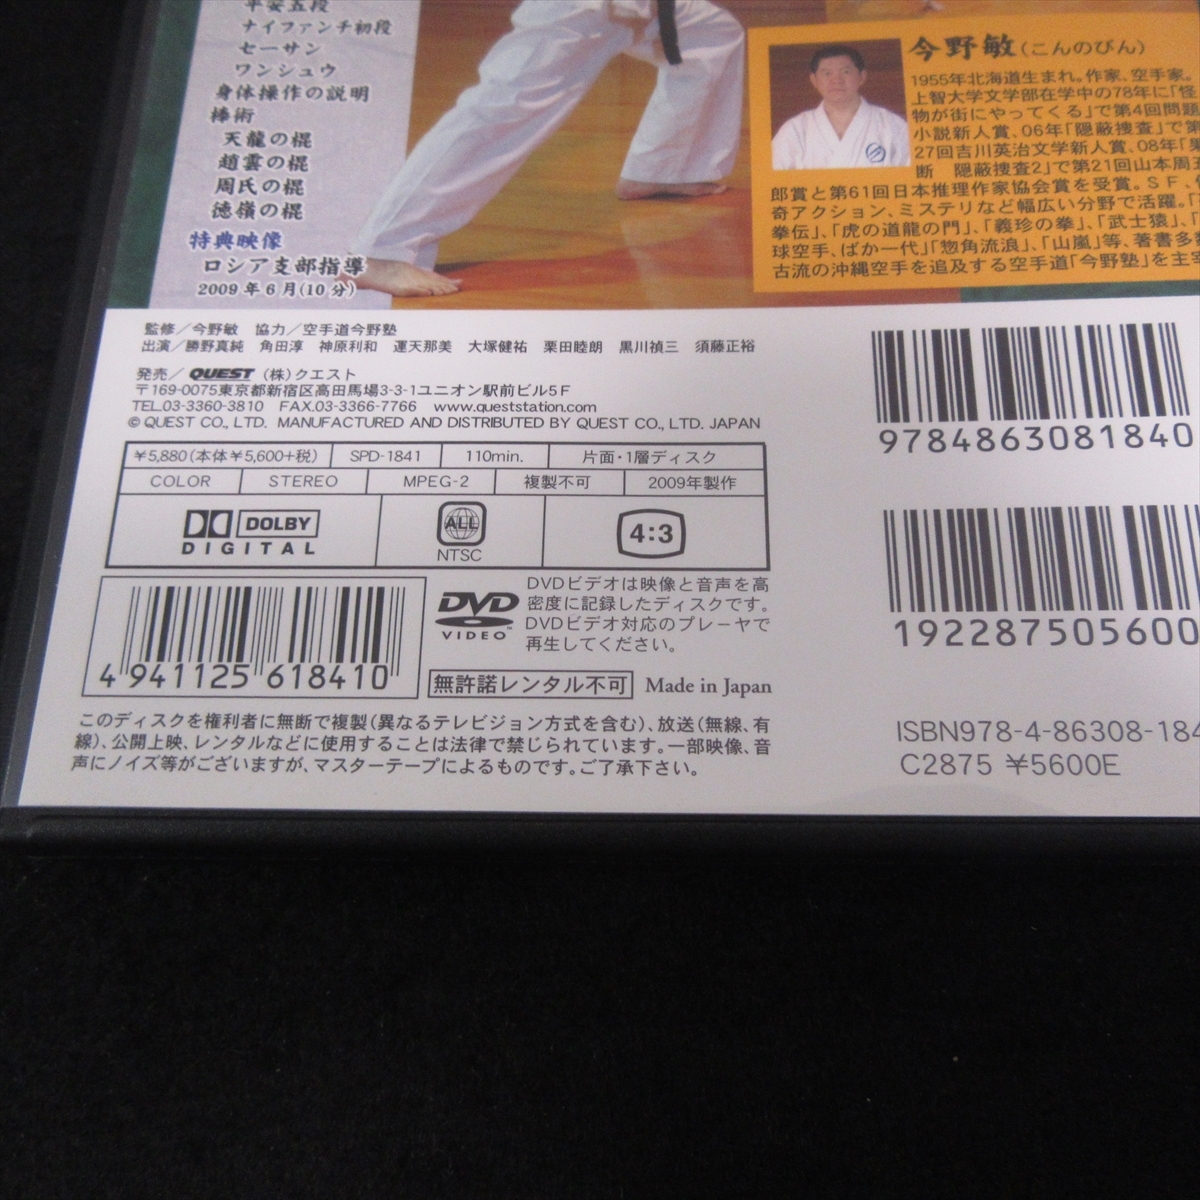 平安五段
ナイファンチ初段
セーサン
ワンシュウ
身体操作の説明
棒術
天龍の棍
趙雲の棍
周氏の棍
徳嶺の棍
特典映像
ロシア支部指導
2009年6月(10分)
今野敏(こんのびん)
1955年北海道生まれ。作家、空手家。
上智大学文学部在学中の78年に「怪
物が街にやってくる」で第4回問題
小説新人賞、06年「隠蔽捜査」で第
27回吉川英治文学新人賞、08年「果
断 隠蔽捜査2」で第21回山本周五
郎賞と第61回日本推理作家協会賞を受賞。ＳＦ、
奇アクション、ミステリなど幅広い分野で活躍。
拳伝」、「虎の道龍の門」、「義珍の拳」、「武士猿」、「
球空手、ばか一代」「惣角流浪」、「山嵐」等、著書多
古流の沖縄空手を追及する空手道「今野塾」を主宰
監修／今野敏 協力／空手道今野塾
出演／勝野真純 角田淳 神原利和 運天那美 大塚健祐 栗田睦朗 黒川禎三 須藤正裕
発売／ QUEST (株)クエスト
〒169-0075東京都新宿区高田馬場3-3-1ユニオン駅前ビル5F
TEL.03-3360-3810 FAX.03-3366-7766 www.queststation.com
© QUEST CO., LTD. MANUFACTURED AND DISTRIBUTED BY QUEST CO., LTD. JAPAN
¥5,880(本体¥5,600+税) SPD-1841 110min. 片面・1層ディスク
COLOR STEREO MPEG-2 複製不可 2009年製作
DOLBY
DIGITAL
ALL
NTSC
4:3
4941125618410
DVD
VIDEO
DVDビデオは映像と音声を高
密度に記録したディスクです。
DVDビデオ対応のプレーヤで
再生してください。
無許諾レンタル不可 Made in Japan
このディスクを権利者に無断で複製(異なるテレビジョン方式を含む)、放送(無線、有
線)、公開上映、レンタルなどに使用することは法律で禁じられています。一部映像、音
声にノイズ等がございますが、マスターテープによるものです。ご了承下さい。
9784863081840
192287505600
ISBN978-4-86308-184
C2875 ¥5600E